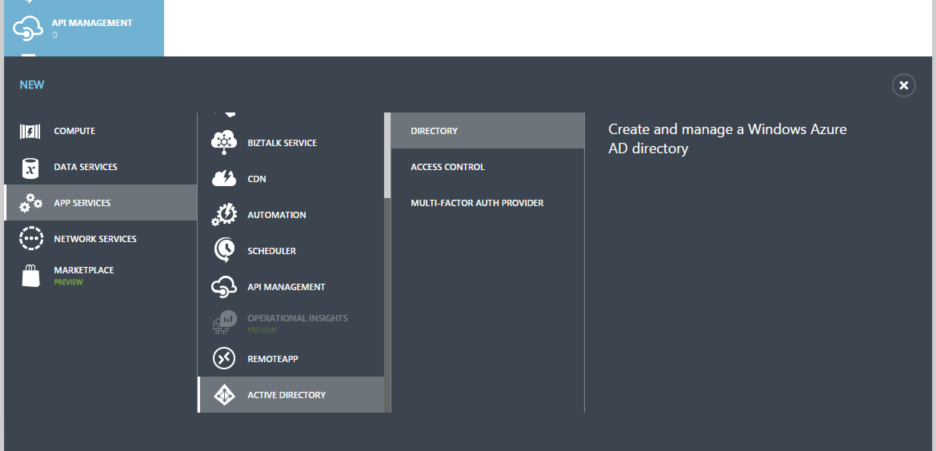 API MANAGEMENT
0
NEW
COMPUTE
DATA SERVICES
APP SERVICES
NETWORK SERVICES
MARKETPLACE
PREVIEW
BIZTALK SERVICE
CDN
AUTOMATION
SCHEDULER
API MANAGEMENT
OPERATIONAL INSIGHTS
PREVIEW
REMOTEAPP
ACTIVE DIRECTORY
DIRECTORY
ACCESS CONTROL
MULTI-FACTOR AUTH PROVIDER
Create and manage a Windows Azure
AD directory